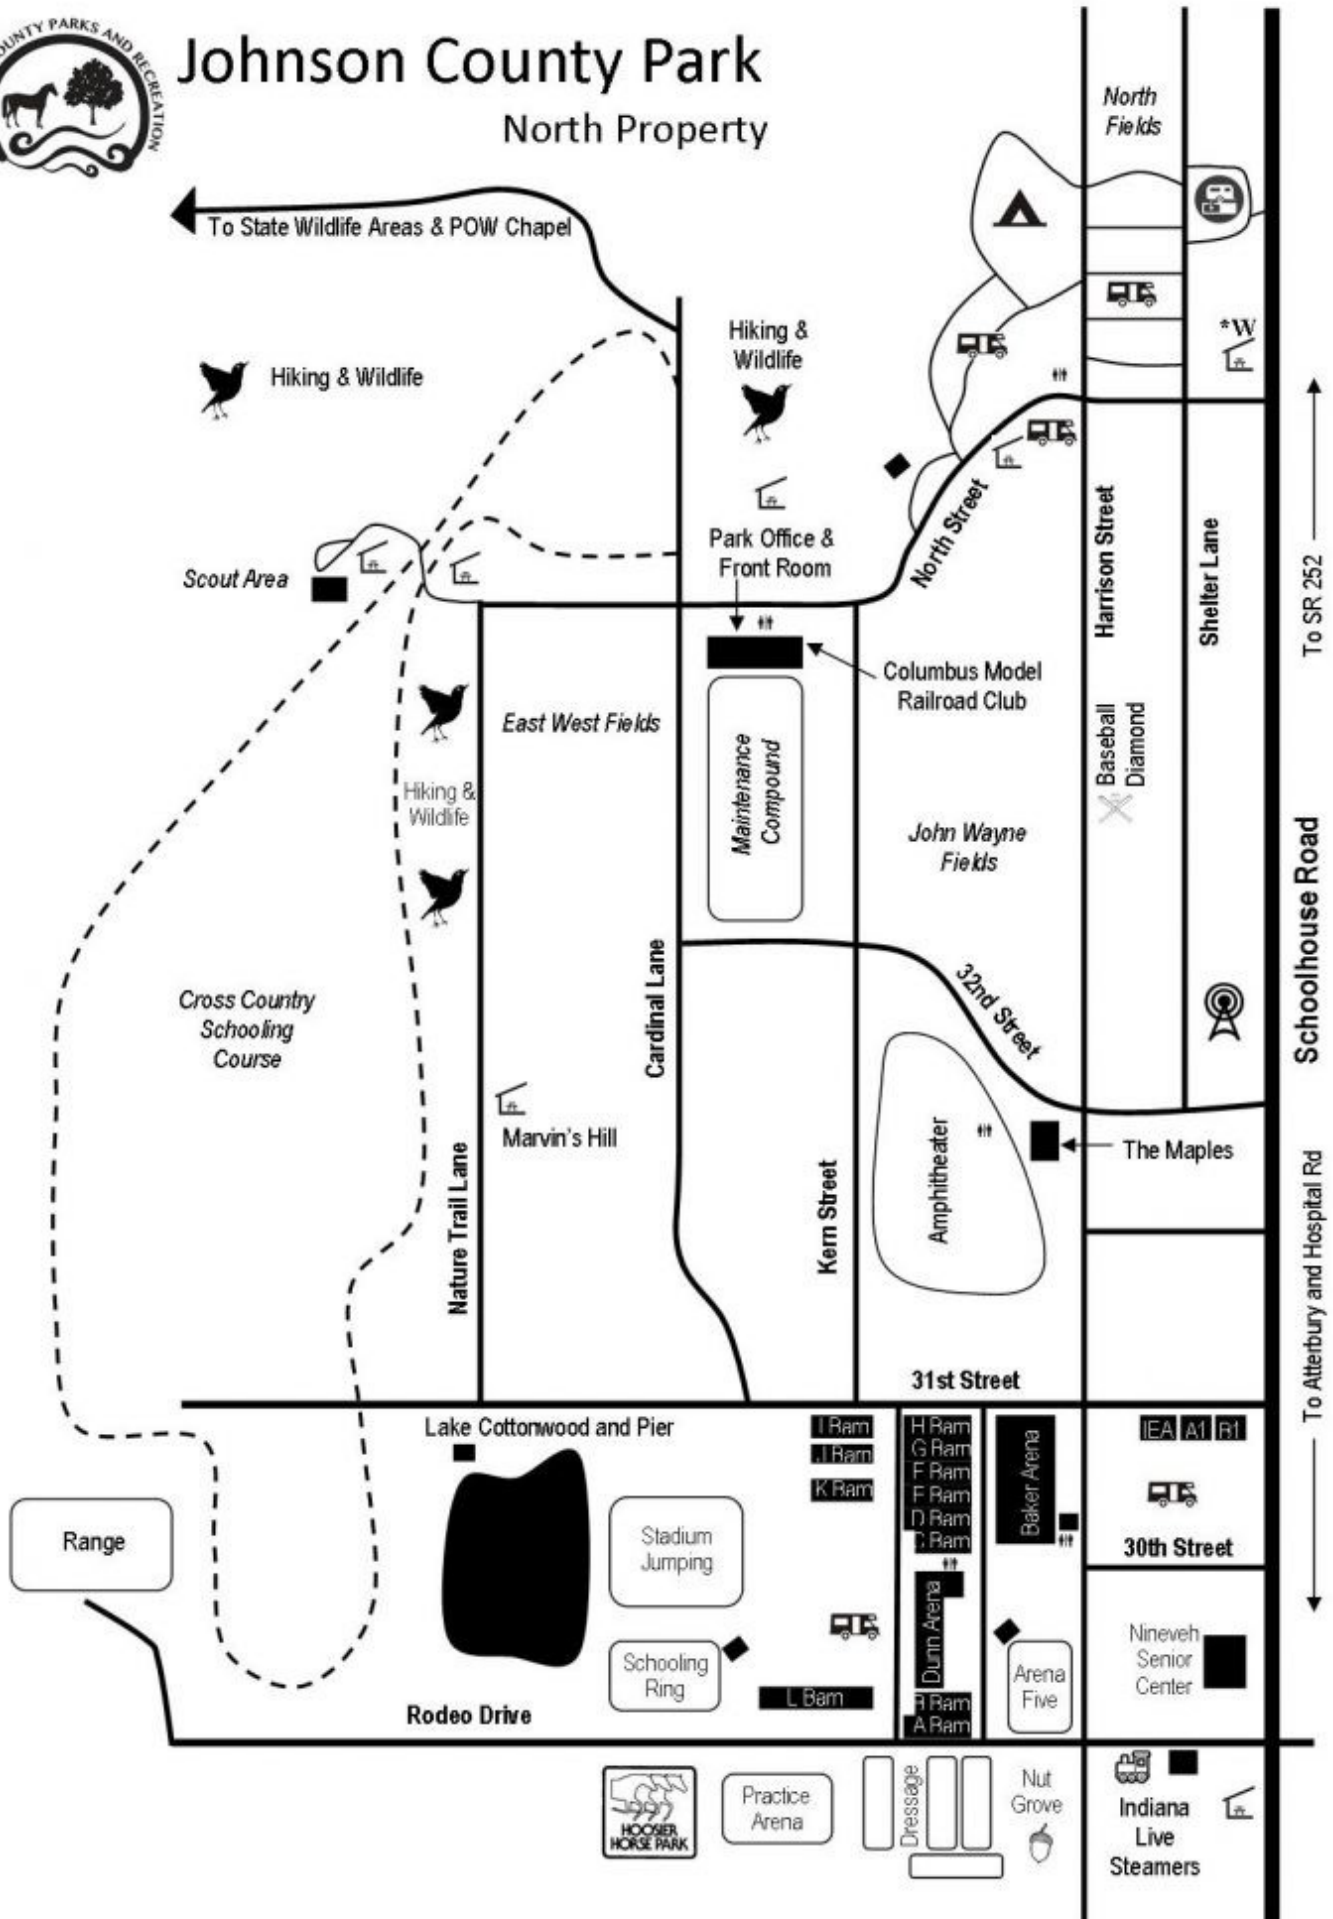 COUNTY PARKS AND RECREATION
Johnson County Park
North Property
North
Fields
To State Wildlife Areas & POW Chapel
Hiking &
Wildlife
*W
Hiking & Wildlife
North Street
Harrison Street
Shelter Lane
To SR 252
Park Office &
Front Room
Scout Area
Columbus Model
Railroad Club
East West Fields
Maintenance
Compound
Baseball
Diamond
Hiking &
Wildlife
John Wayne
Fields
Schoolhouse Road
Cardinal Lane
32nd Street
Cross Country
Schooling
Course
Marvin's Hill
Nature Trail Lane
Kern Street
Amphitheater
The Maples
To Atterbury and Hospital Rd
31st Street
Lake Cottonwood and Pier
I Barn
J Barn
K Barn
H Barn
G Barn
F Barn
F Barn
D Barn
C Barn
Baker Arena
IEA
A1
B1
Range
Stadium
Jumping
30th Street
Dunn Arena
Schooling
Ring
L Barn
B Barn
A Barn
Arena
Five
Nineveh
Senior
Center
Rodeo Drive
HOOSIER
HORSE PARK
Practice
Arena
Dressage
Nut
Grove
Indiana
Live
Steamers